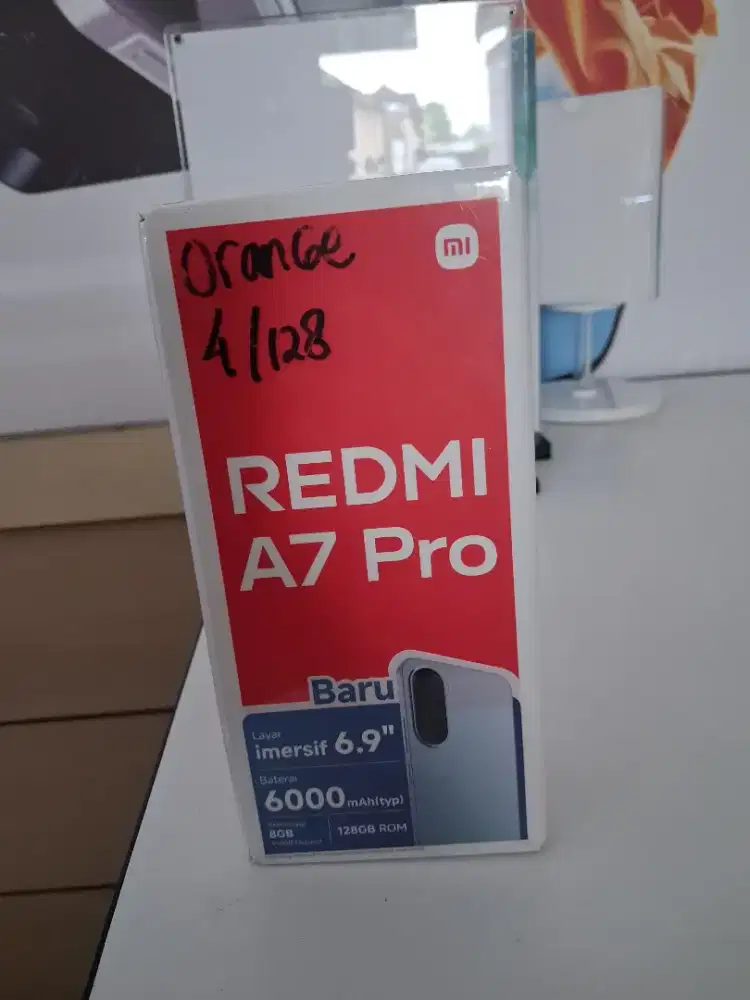 OranGe
4/128
mi
REDMI
A7 Pro
Baru
Layar
imersif 6.9"
Baterai
6000mAh(typ)
8GB
128GB ROM